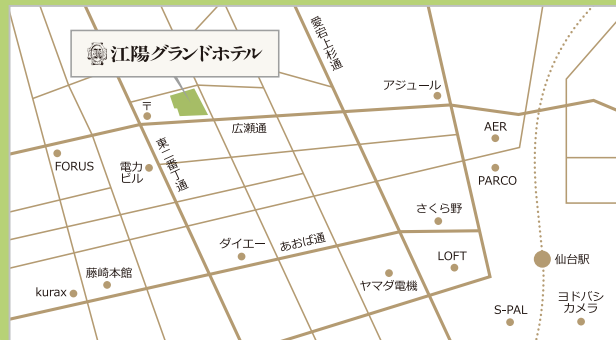 江陽グランドホテル
愛宕上杉通
アジュール
〒
広瀬通
AER
FORUS
電力
ビル
東二番丁通
PARCO
さくら野
ダイエー
あおば通
LOFT
仙台駅
藤崎本館
kurax
ヤマダ電機
S-PAL
ヨドバシ
カメラ